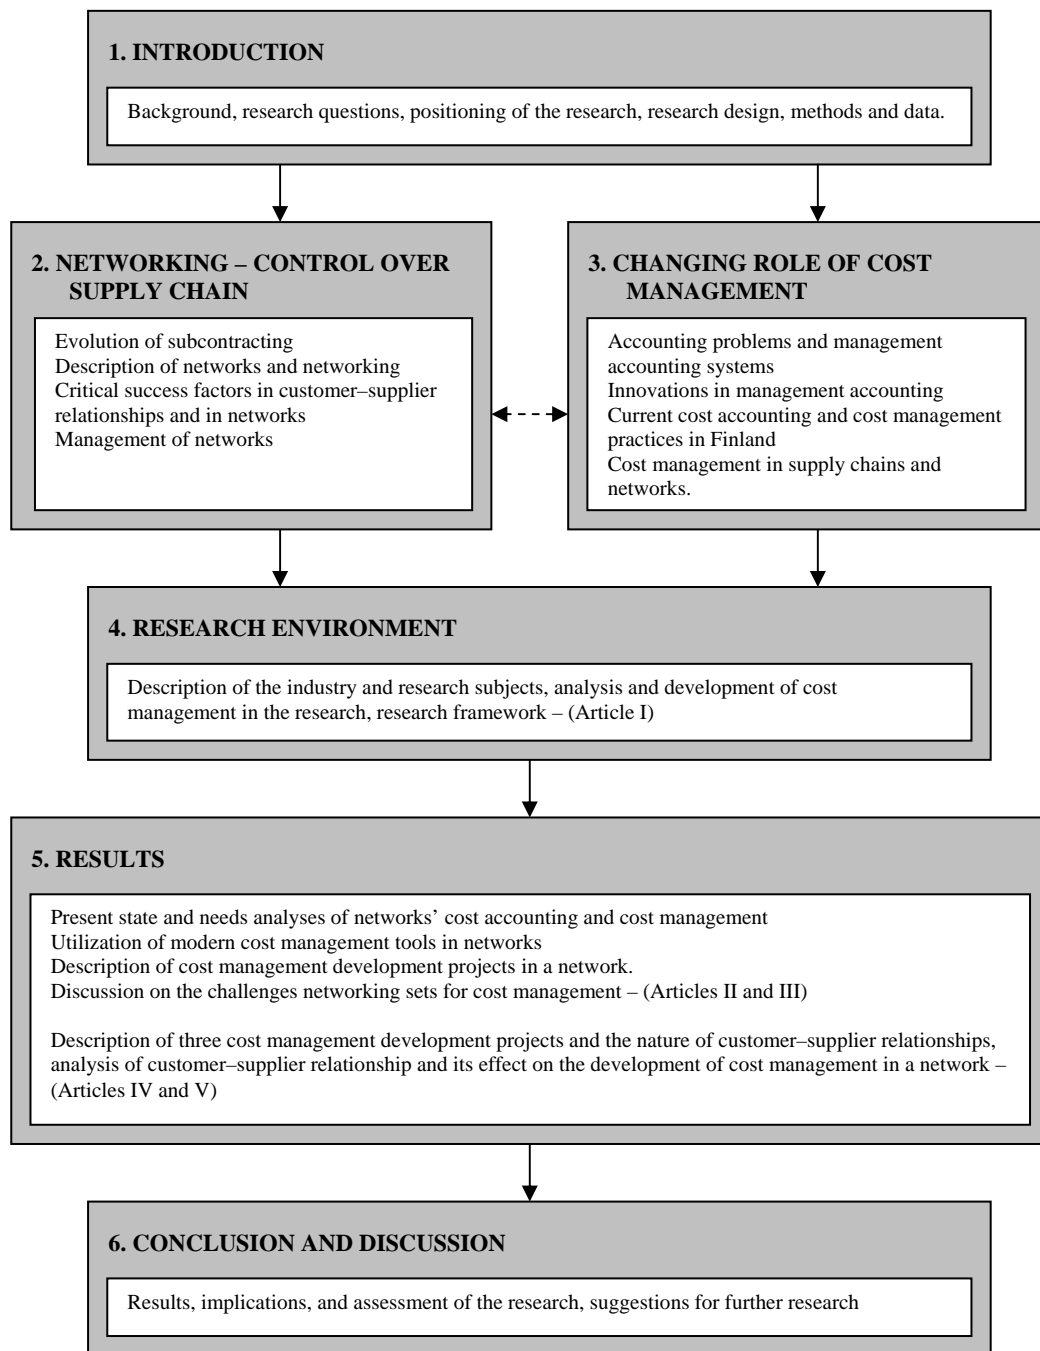 1. INTRODUCTION
Background, research questions, positioning of the research, research design, methods and data.
2. NETWORKING – CONTROL OVER
SUPPLY CHAIN
Evolution of subcontracting
Description of networks and networking
Critical success factors in customer–supplier
relationships and in networks
Management of networks
3. CHANGING ROLE OF COST
MANAGEMENT
Accounting problems and management
accounting systems
Innovations in management accounting
Current cost accounting and cost management
practices in Finland
Cost management in supply chains and
networks.
4. RESEARCH ENVIRONMENT
Description of the industry and research subjects, analysis and development of cost
management in the research, research framework – (Article I)
5. RESULTS
Present state and needs analyses of networks’ cost accounting and cost management
Utilization of modern cost management tools in networks
Description of cost management development projects in a network.
Discussion on the challenges networking sets for cost management – (Articles II and III)
Description of three cost management development projects and the nature of customer–supplier relationships,
analysis of customer–supplier relationship and its effect on the development of cost management in a network –
(Articles IV and V)
6. CONCLUSION AND DISCUSSION
Results, implications, and assessment of the research, suggestions for further research